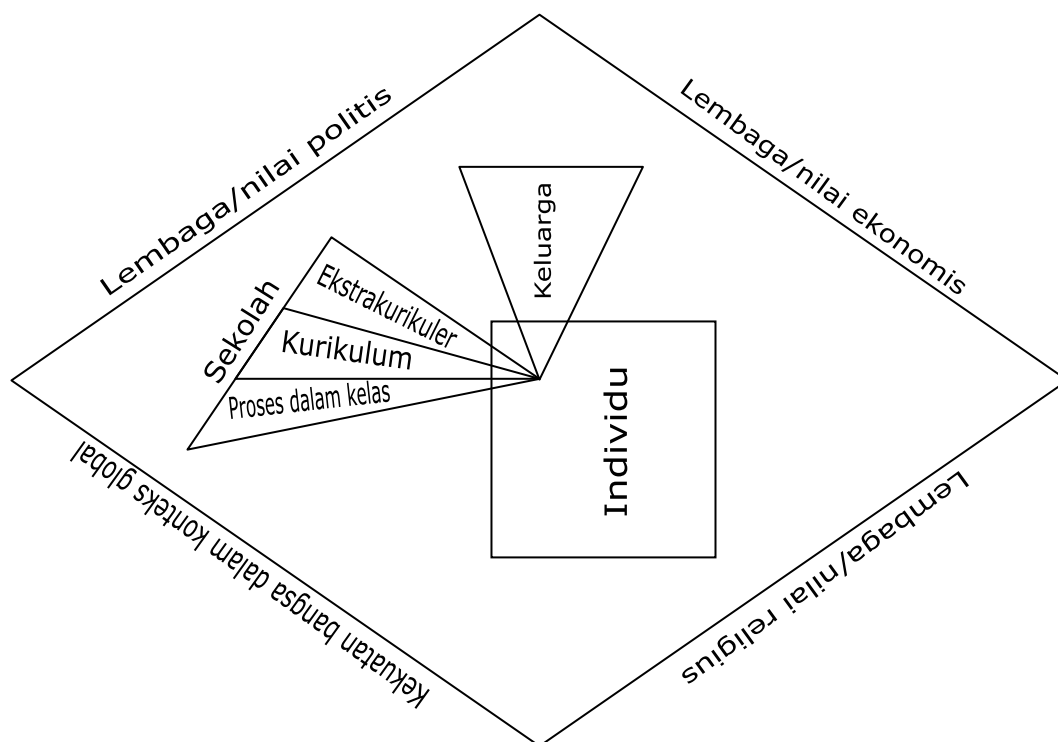 Lembaga/nilai politis
Lembaga/nilai ekonomis
Keluarga
Sekolah
Ekstrakurikuler
Kurikulum
Proses dalam kelas
Individu
Kekuatan bangsa dalam konteks global
Lembaga/nilai religius